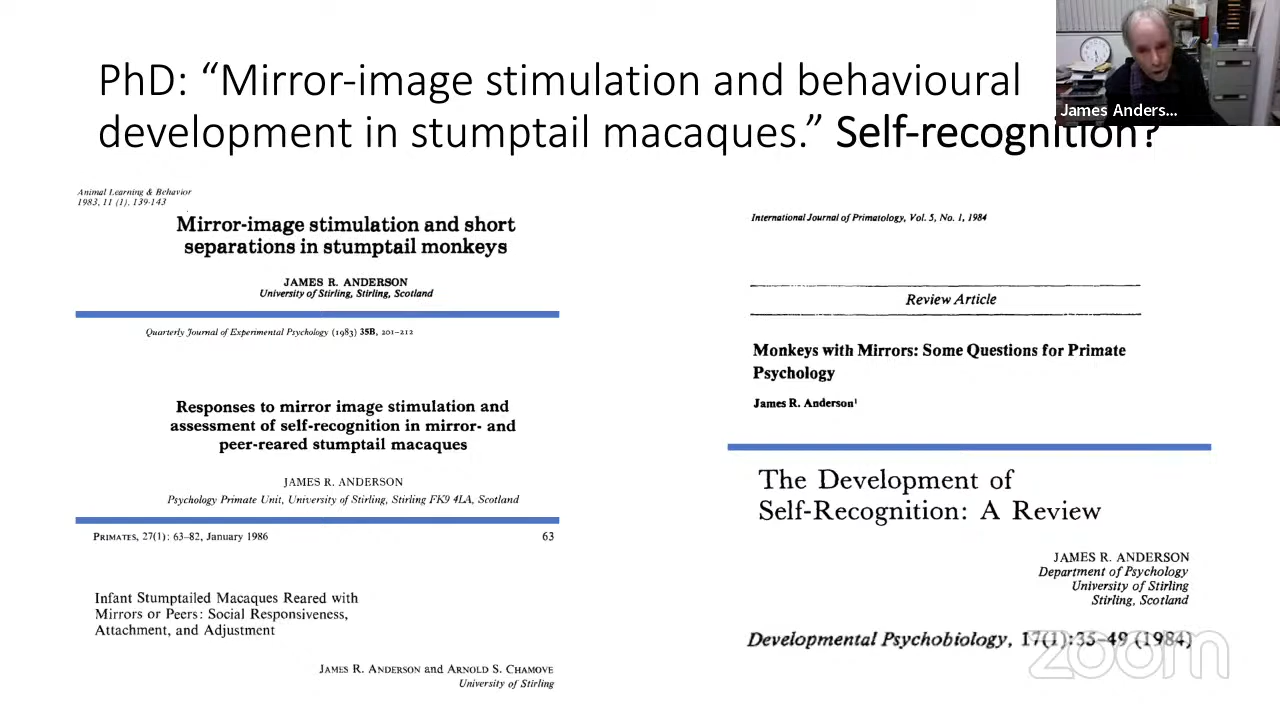 PhD: “Mirror-image stimulation and behavioural
development in stumptail macaques.” Self-recognition?
James Anders...
Animal Learning & Behavior
1983, 11 (1), 139-143
Mirror-image stimulation and short
separations in stumptail monkeys
JAMES R. ANDERSON
University of Stirling, Stirling, Scotland
Quarterly Journal of Experimental Psychology (1983) 35B, 201–212
Responses to mirror image stimulation and
assessment of self-recognition in mirror- and
peer-reared stumptail macaques
JAMES R. ANDERSON
Psychology Primate Unit, University of Stirling, Stirling FK9 4LA, Scotland
PRIMATES, 27(1): 63–82, January 1986 63
Infant Stumptailed Macaques Reared with
Mirrors or Peers: Social Responsiveness,
Attachment, and Adjustment
JAMES R. ANDERSON and ARNOLD S. CHAMOVE
University of Stirling
International Journal of Primatology, Vol. 5, No. 1, 1984
Review Article
Monkeys with Mirrors: Some Questions for Primate
Psychology
James R. Anderson¹
The Development of
Self-Recognition: A Review
JAMES R. ANDERSON
Department of Psychology
University of Stirling
Stirling, Scotland
Developmental Psychobiology, 17(1):35–49 (1984)
zoom